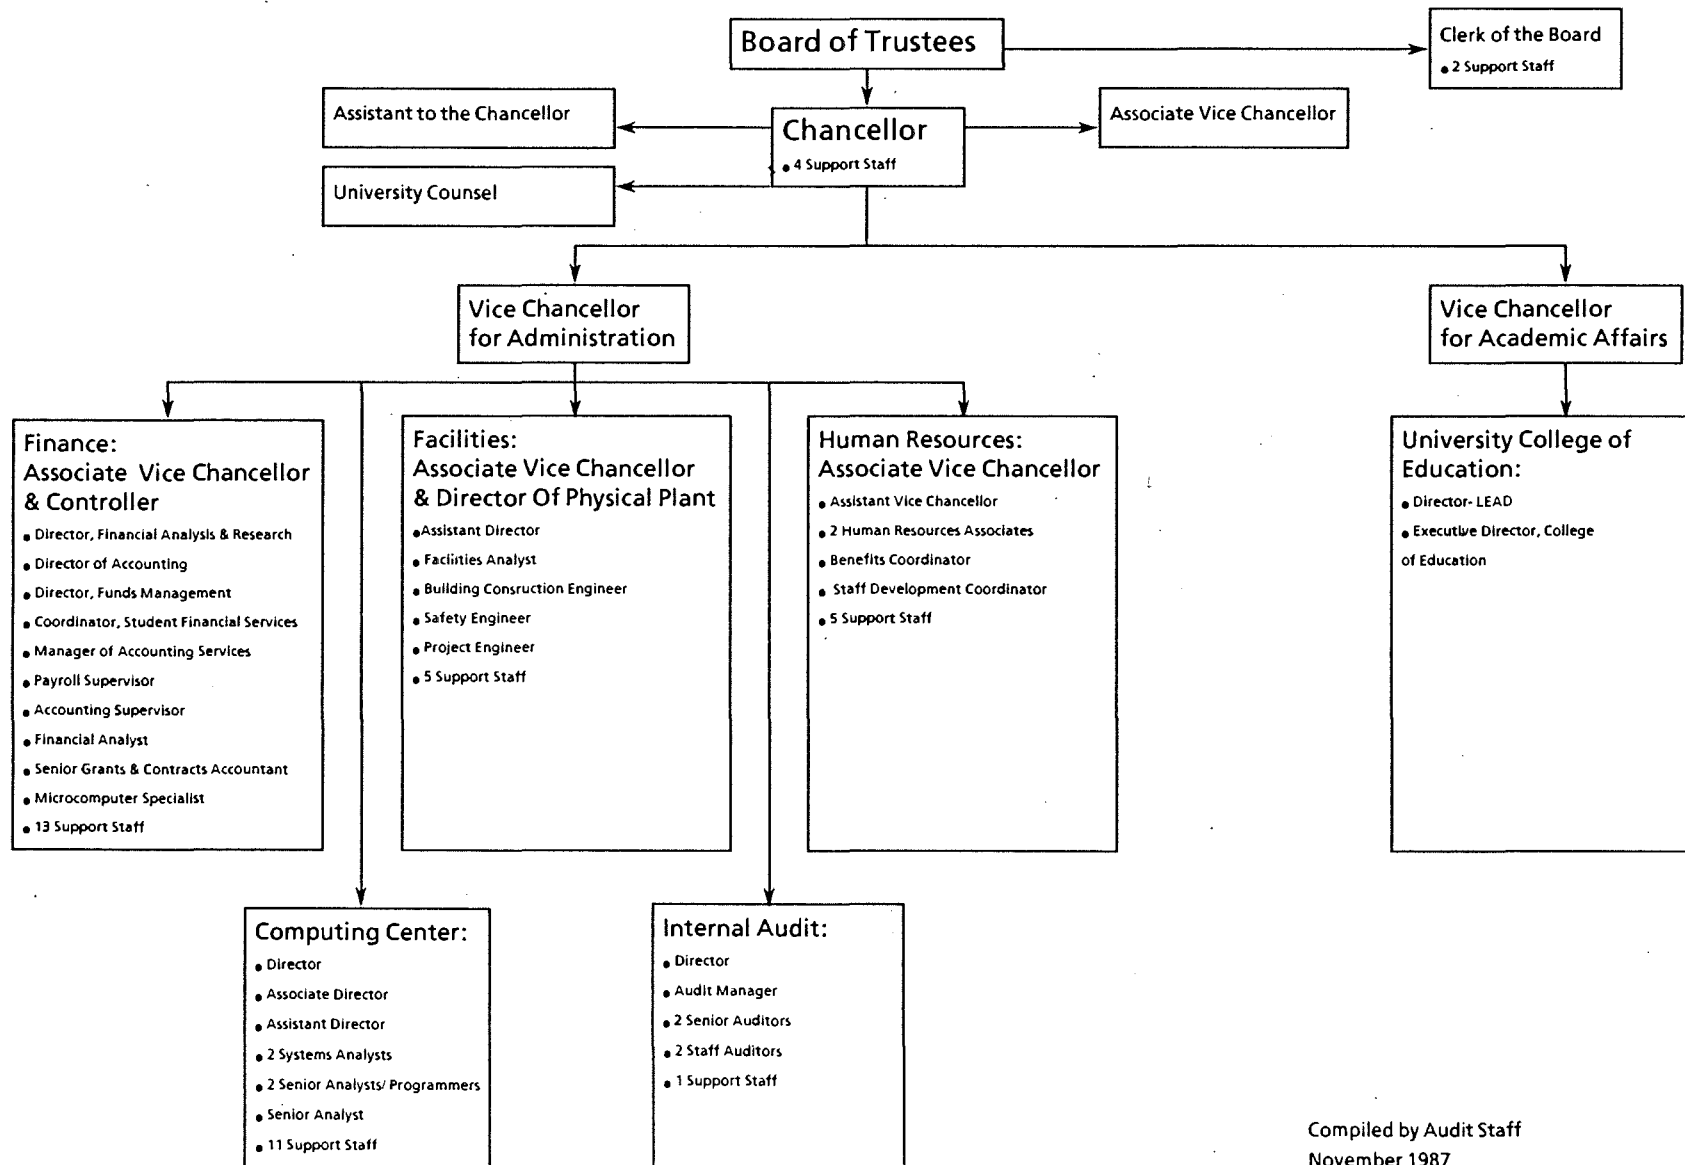 Board of Trustees
Clerk of the Board
• 2 Support Staff
Assistant to the Chancellor
Chancellor
• 4 Support Staff
Associate Vice Chancellor
University Counsel
Vice Chancellor
for Administration
Vice Chancellor
for Academic Affairs
Finance:
Associate Vice Chancellor
& Controller
• Director, Financial Analysis & Research
• Director of Accounting
• Director, Funds Management
• Coordinator, Student Financial Services
• Manager of Accounting Services
• Payroll Supervisor
• Accounting Supervisor
• Financial Analyst
• Senior Grants & Contracts Accountant
• Microcomputer Specialist
• 13 Support Staff
Facilities:
Associate Vice Chancellor
& Director Of Physical Plant
• Assistant Director
• Facilities Analyst
• Building Consruction Engineer
• Safety Engineer
• Project Engineer
• 5 Support Staff
Human Resources:
Associate Vice Chancellor
• Assistant Vice Chancellor
• 2 Human Resources Associates
• Benefits Coordinator
• Staff Development Coordinator
• 5 Support Staff
University College of
Education:
• Director- LEAD
• Executive Director, College
of Education
Computing Center:
• Director
• Associate Director
• Assistant Director
• 2 Systems Analysts
• 2 Senior Analysts/ Programmers
• Senior Analyst
• 11 Support Staff
Internal Audit:
• Director
• Audit Manager
• 2 Senior Auditors
• 2 Staff Auditors
• 1 Support Staff
Compiled by Audit Staff
November 1987